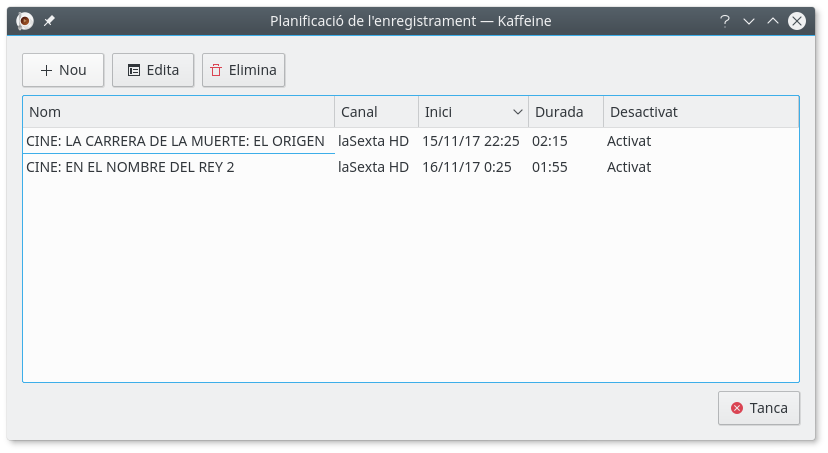 Planificació de l'enregistrament — Kaffeine
Nou Edita Elimina
Nom Canal Inici Durada Desactivat
CINE: LA CARRERA DE LA MUERTE: EL ORIGEN laSexta HD 15/11/17 22:25 02:15 Activat
CINE: EN EL NOMBRE DEL REY 2 laSexta HD 16/11/17 0:25 01:55 Activat
Tanca